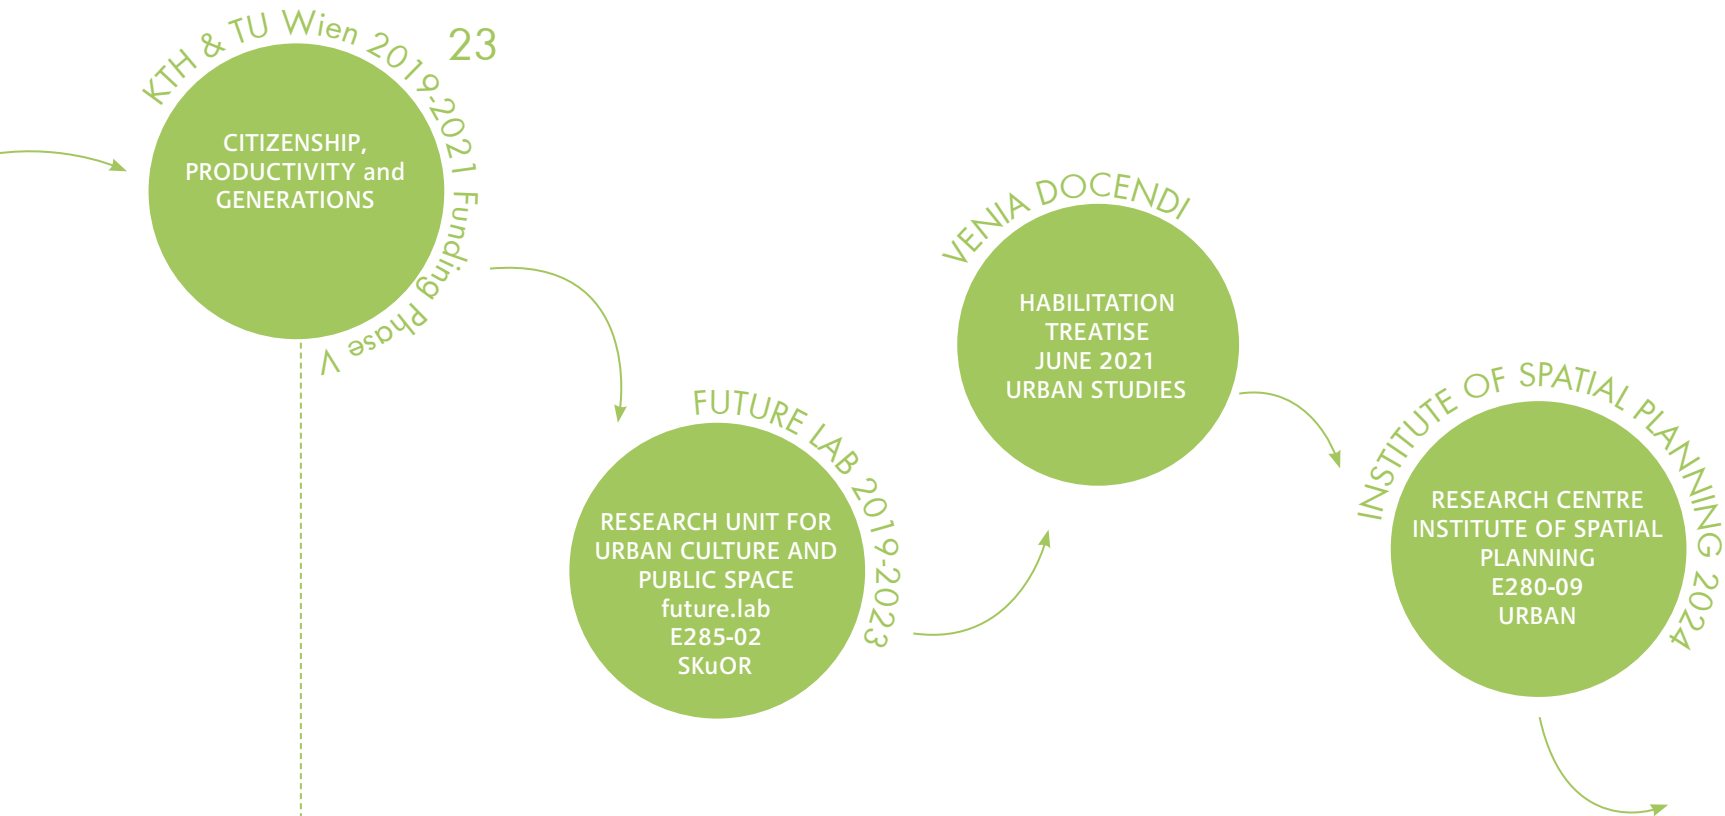 KTH & TU Wien 2019-2021 Funding Phase V
23
CITIZENSHIP,
PRODUCTIVITY and
GENERATIONS
FUTURE LAB 2019-2023
RESEARCH UNIT FOR
URBAN CULTURE AND
PUBLIC SPACE
future.lab
E285-02
SKuOR
VENIA DOCENDI
HABILITATION
TREATISE
JUNE 2021
URBAN STUDIES
INSTITUTE OF SPATIAL PLANNING 2024
RESEARCH CENTRE
INSTITUTE OF SPATIAL
PLANNING
E280-09
URBAN